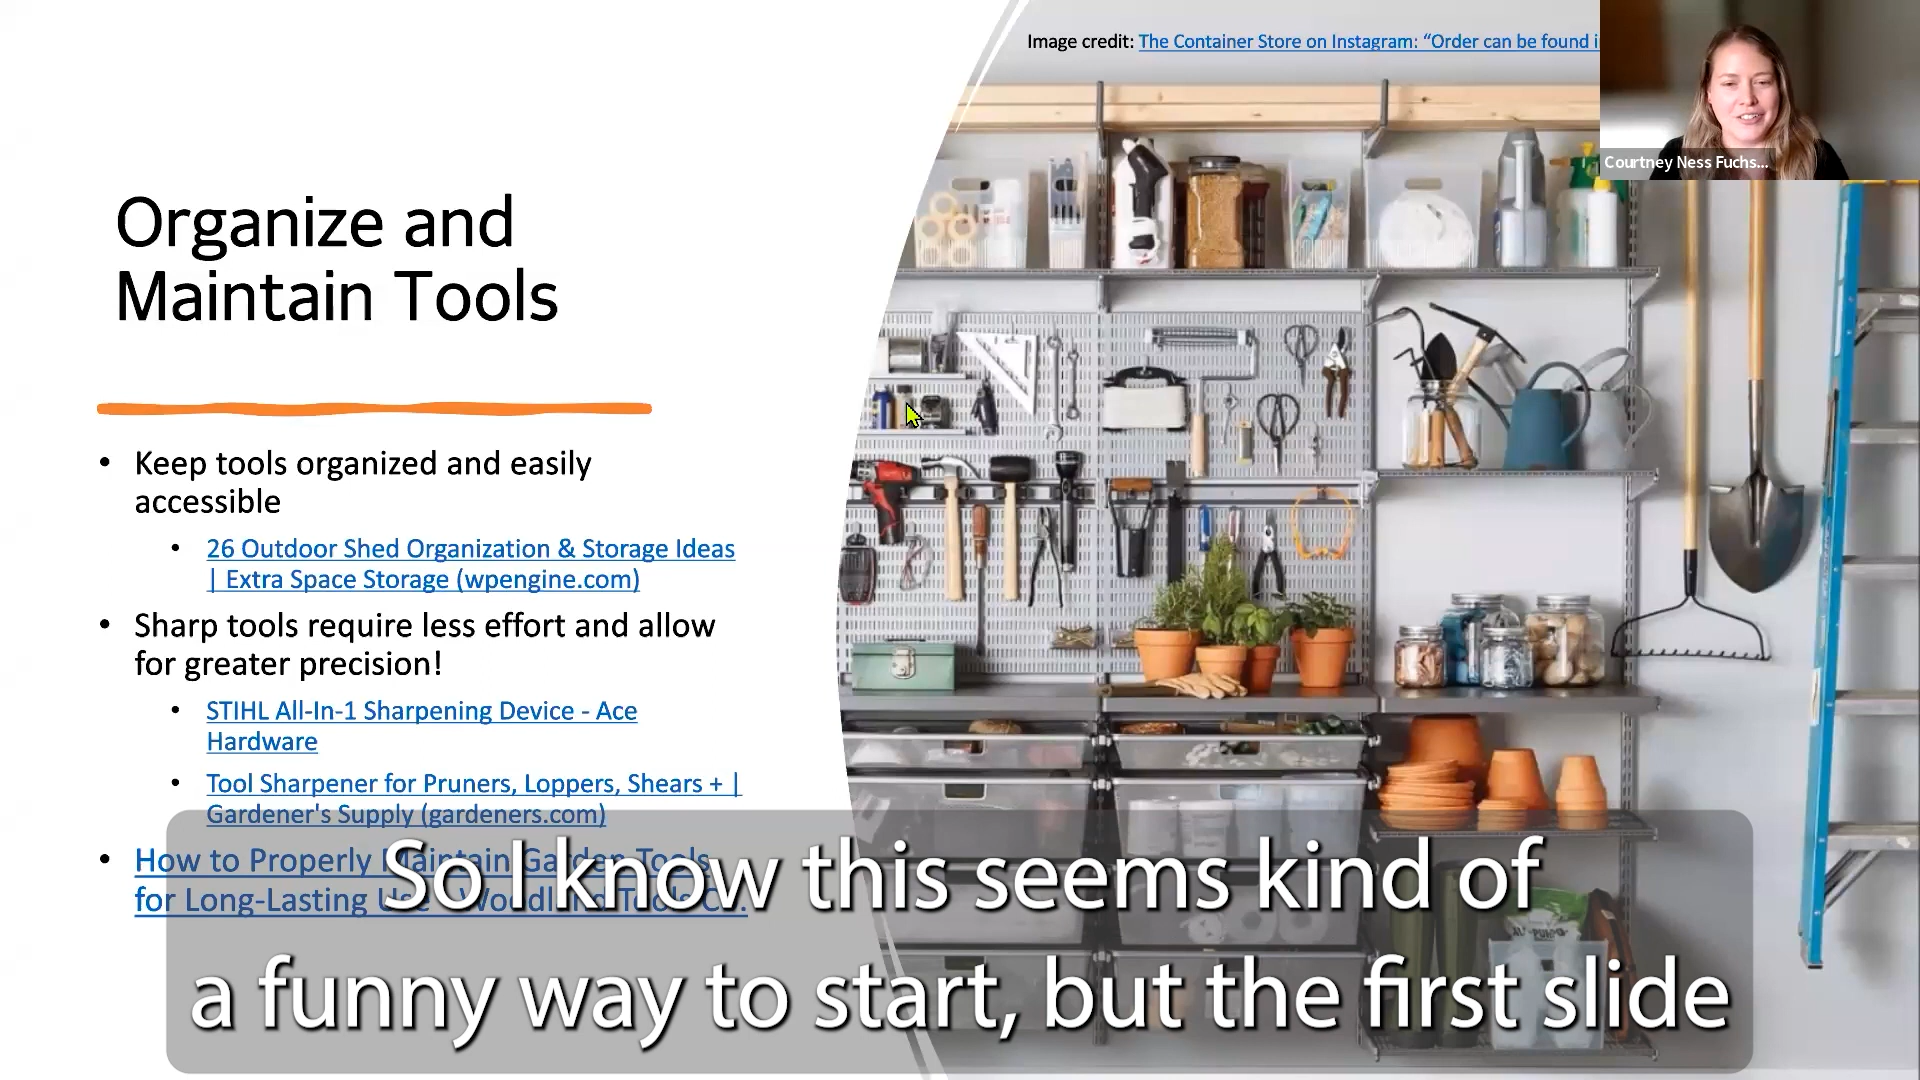 Image credit: The Container Store on Instagram: “Order can be found i
Courtney Ness Fuchs...
Organize and
Maintain Tools
• Keep tools organized and easily
accessible
• 26 Outdoor Shed Organization & Storage Ideas
| Extra Space Storage (wpengine.com)
• Sharp tools require less effort and allow
for greater precision!
• STIHL All-In-1 Sharpening Device - Ace
Hardware
• Tool Sharpener for Pruners, Loppers, Shears + |
Gardener's Supply (gardeners.com)
• How to Properly Maintain Garden Tools
for Long-Lasting Use
So I know this seems kind of
a funny way to start, but the first slide